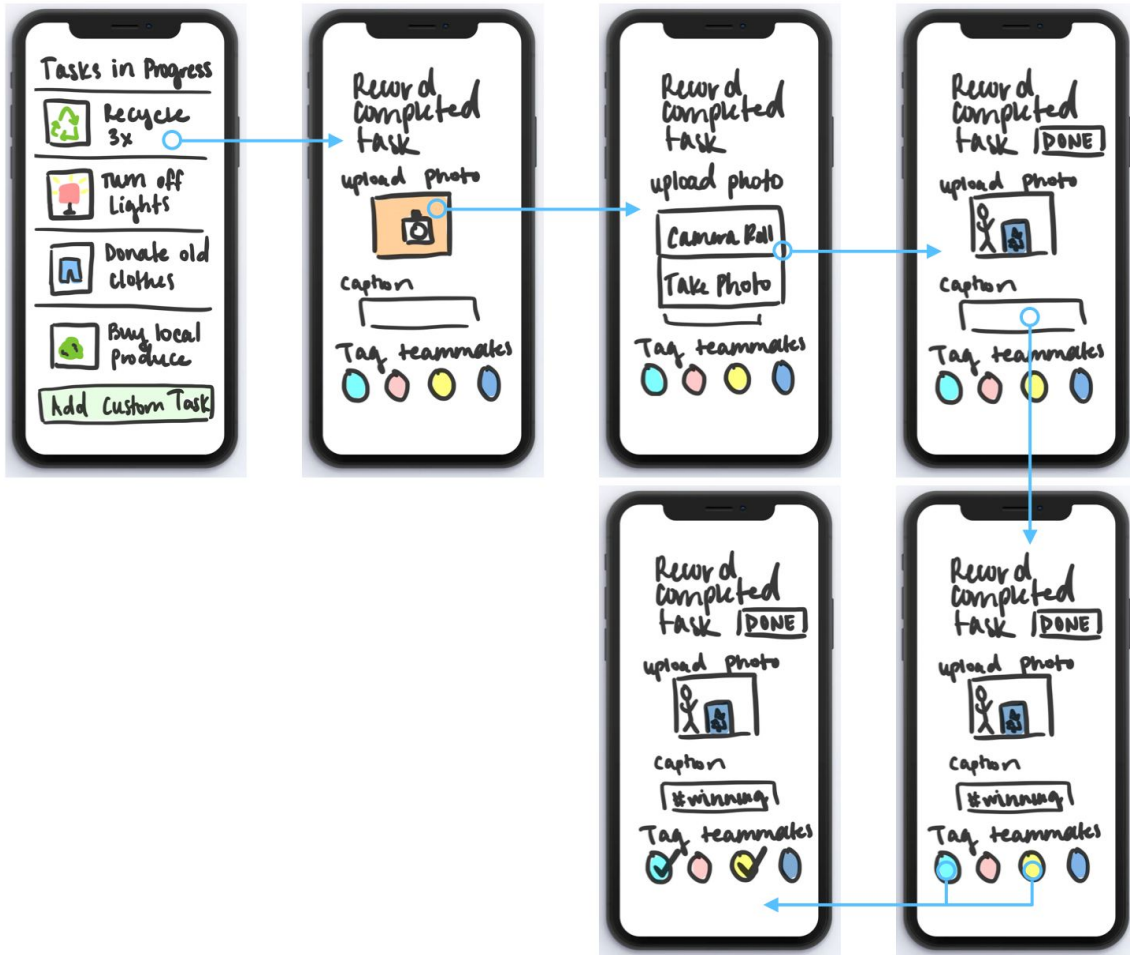 Tasks in Progress
Recycle
3x
Turn off
Lights
Donate old
clothes
Buy local
produce
Add Custom Task
Record
completed
task
upload photo
caption
Tag teammates
Record
completed
task
upload photo
Camera Roll
Take Photo
Tag teammates
Record
completed
task DONE
upload photo
caption
Tag teammates
Record
completed
task DONE
upload photo
caption
#winning
Tag teammates
Record
completed
task DONE
upload photo
caption
#winning
Tag teammates